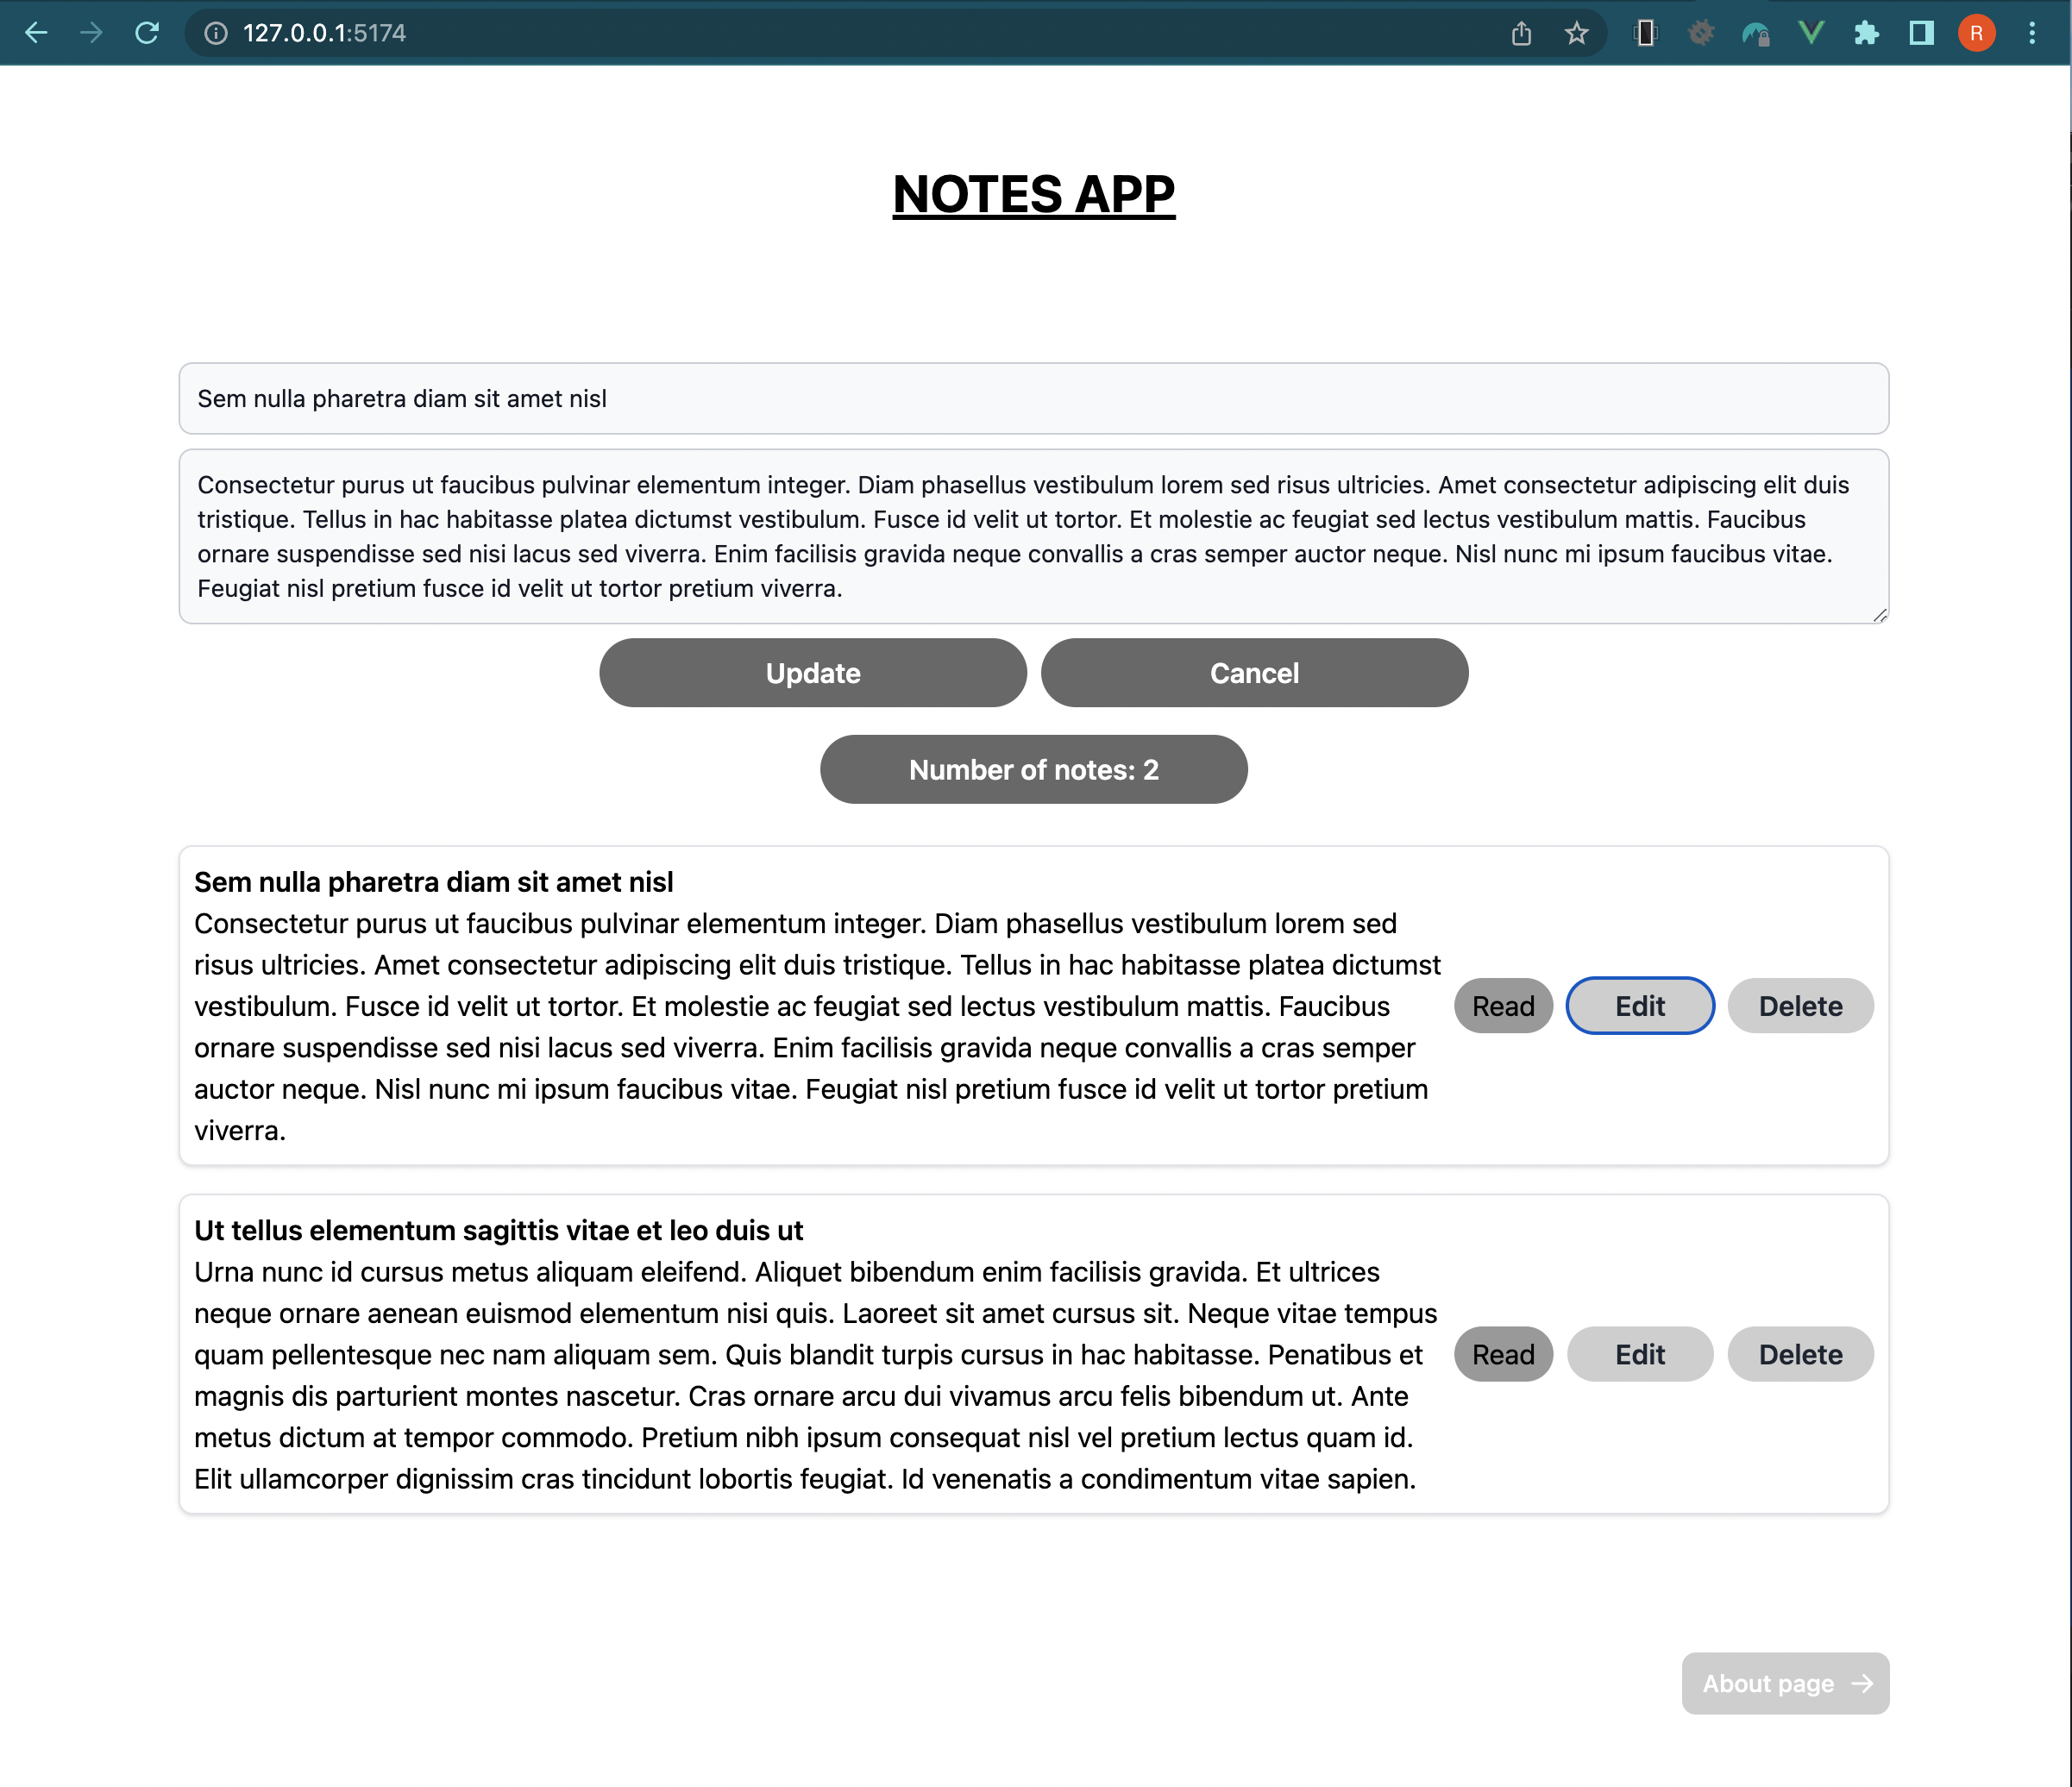 127.0.0.1:5174
R
NOTES APP
Sem nulla pharetra diam sit amet nisl
Consectetur purus ut faucibus pulvinar elementum integer. Diam phasellus vestibulum lorem sed risus ultricies. Amet consectetur adipiscing elit duis
tristique. Tellus in hac habitasse platea dictumst vestibulum. Fusce id velit ut tortor. Et molestie ac feugiat sed lectus vestibulum mattis. Faucibus
ornare suspendisse sed nisi lacus sed viverra. Enim facilisis gravida neque convallis a cras semper auctor neque. Nisl nunc mi ipsum faucibus vitae.
Feugiat nisl pretium fusce id velit ut tortor pretium viverra.
Update
Cancel
Number of notes: 2
Sem nulla pharetra diam sit amet nisl
Consectetur purus ut faucibus pulvinar elementum integer. Diam phasellus vestibulum lorem sed
risus ultricies. Amet consectetur adipiscing elit duis tristique. Tellus in hac habitasse platea dictumst
vestibulum. Fusce id velit ut tortor. Et molestie ac feugiat sed lectus vestibulum mattis. Faucibus
ornare suspendisse sed nisi lacus sed viverra. Enim facilisis gravida neque convallis a cras semper
auctor neque. Nisl nunc mi ipsum faucibus vitae. Feugiat nisl pretium fusce id velit ut tortor pretium
viverra.
Read
Edit
Delete
Ut tellus elementum sagittis vitae et leo duis ut
Urna nunc id cursus metus aliquam eleifend. Aliquet bibendum enim facilisis gravida. Et ultrices
neque ornare aenean euismod elementum nisi quis. Laoreet sit amet cursus sit. Neque vitae tempus
quam pellentesque nec nam aliquam sem. Quis blandit turpis cursus in hac habitasse. Penatibus et
magnis dis parturient montes nascetur. Cras ornare arcu dui vivamus arcu felis bibendum ut. Ante
metus dictum at tempor commodo. Pretium nibh ipsum consequat nisl vel pretium lectus quam id.
Elit ullamcorper dignissim cras tincidunt lobortis feugiat. Id venenatis a condimentum vitae sapien.
Read
Edit
Delete
About page →